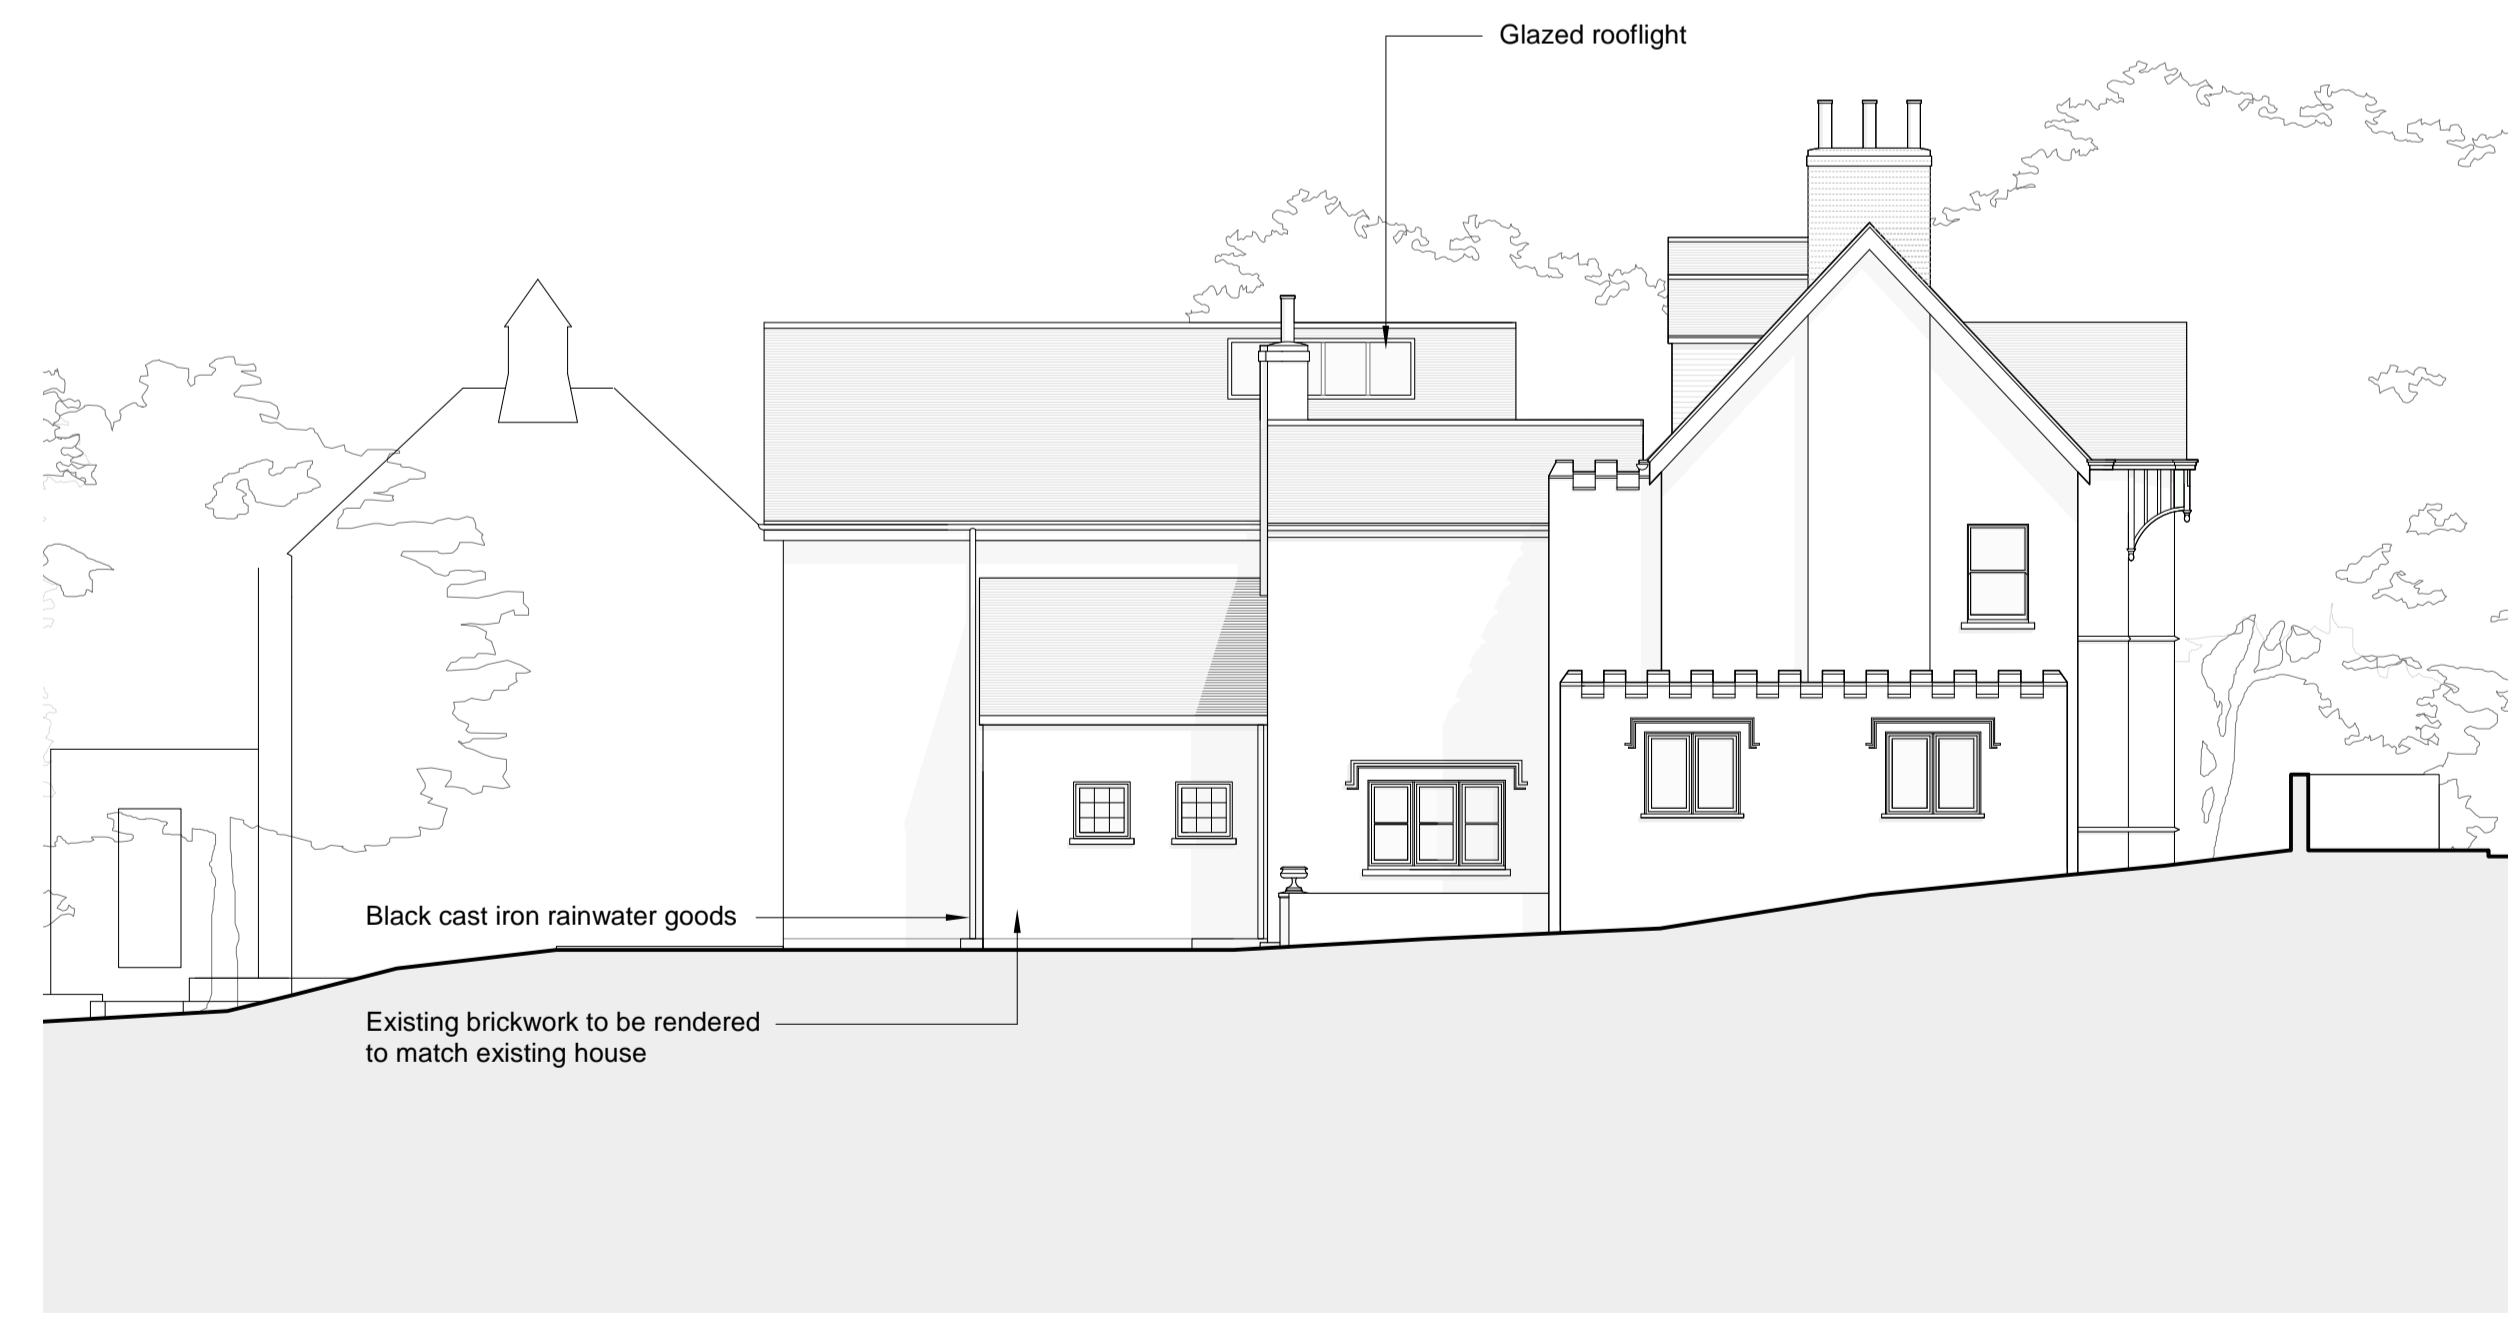 Glazed rooflight
Black cast iron rainwater goods
Existing brickwork to be rendered
to match existing house